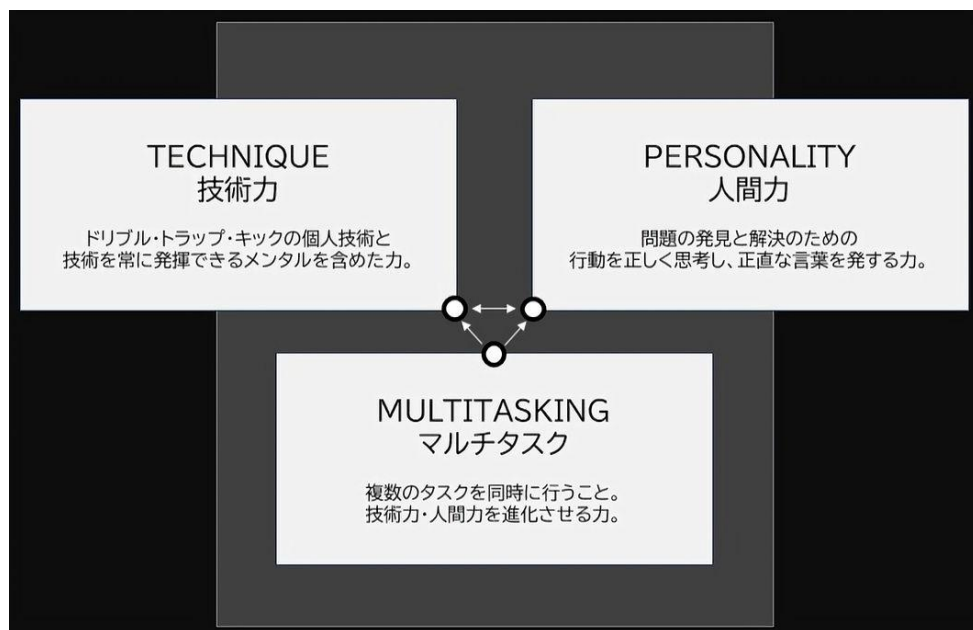 TECHNIQUE
技術力
ドリブル・トラップ・キックの個人技術と
技術を常に発揮できるメンタルを含めた力。
PERSONALITY
人間力
問題の発見と解決のための
行動を正しく思考し、正直な言葉を発する力。
MULTITASKING
マルチタスク
複数のタスクを同時に行うこと。
技術力・人間力を進化させる力。